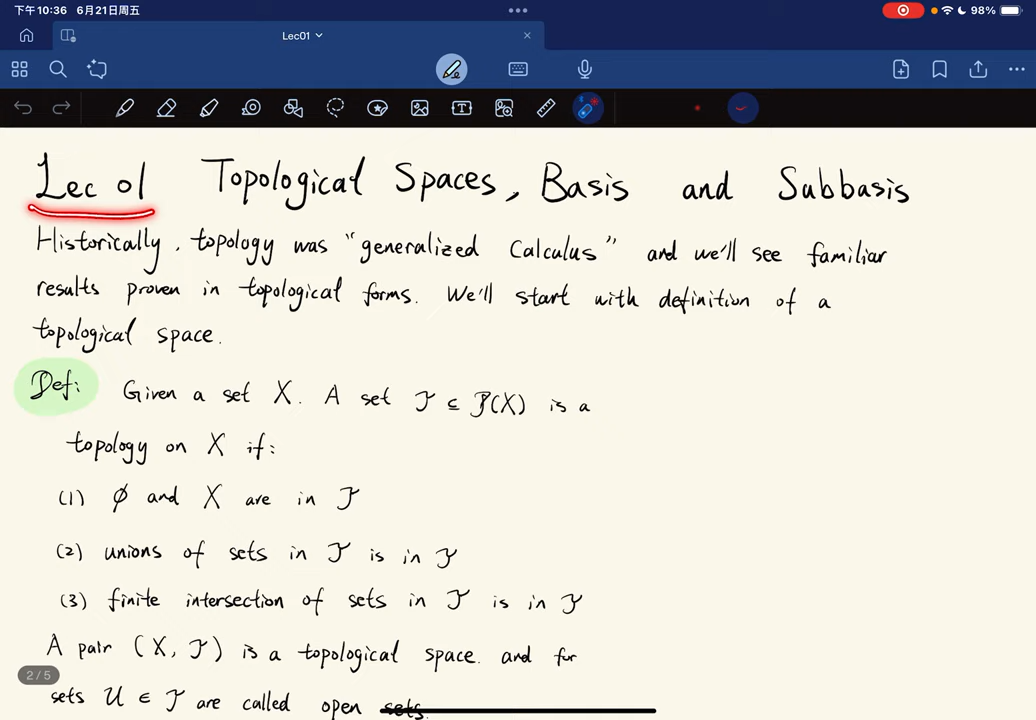 下午10:36 6月21日周五
98%
Lec01
Lec 01 Topological Spaces, Basis and Subbasis
Historically, topology was "generalized Calculus" and we'll see familiar
results proven in topological forms. We'll start with definition of a
topological space.
Def: Given a set X. A set 𝒯 ⊆ 𝒫(X) is a
topology on X if:
(1) ∅ and X are in 𝒯
(2) unions of sets in 𝒯 is in 𝒯
(3) finite intersection of sets in 𝒯 is in 𝒯
A pair (X, 𝒯) is a topological space. and for
2/5
sets U ∈ 𝒯 are called open sets.